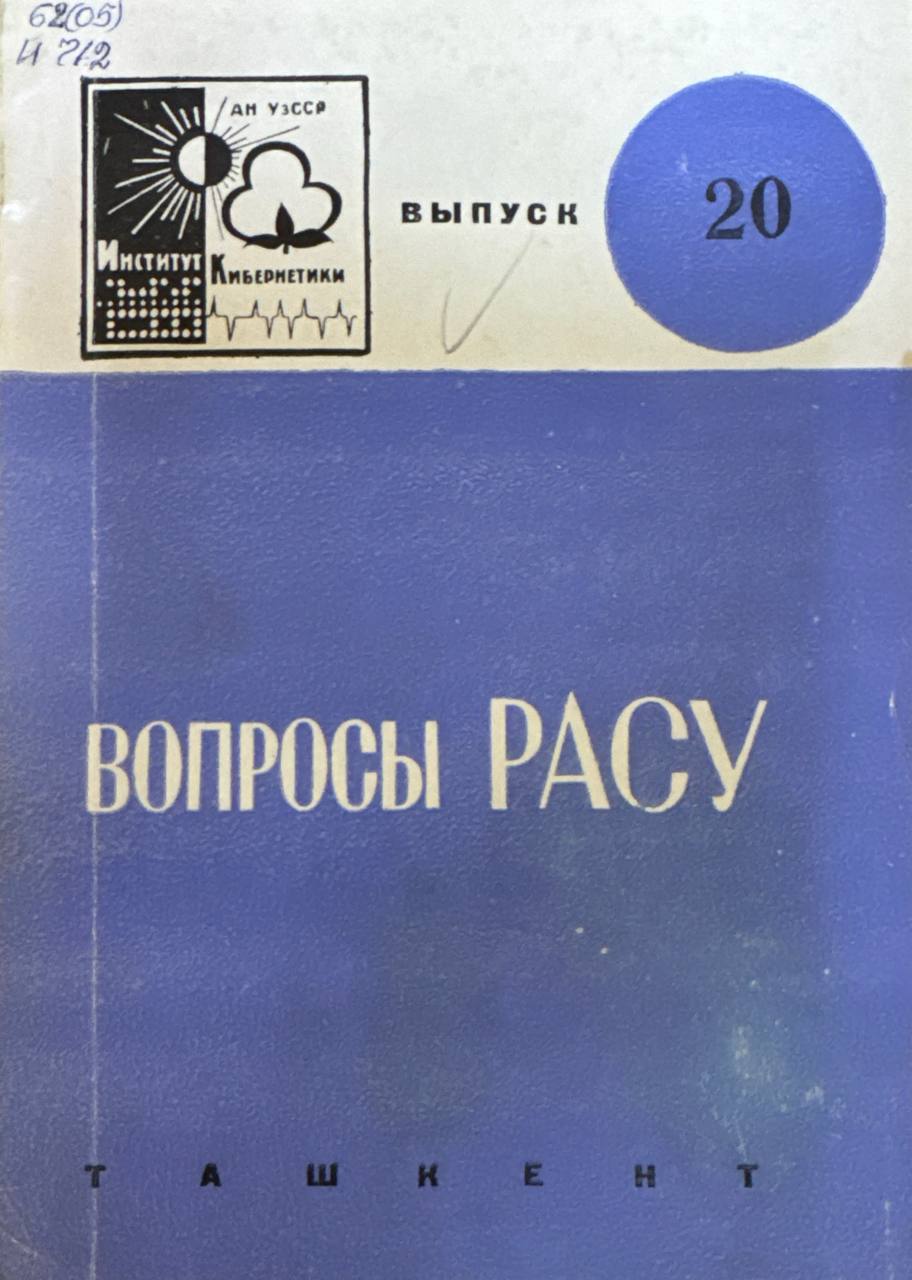 62(05)
И 712
АН УзССР
Институт
Кибернетики
ВЫПУСК
20
ВОПРОСЫ РАСУ
ТАШКЕНТ